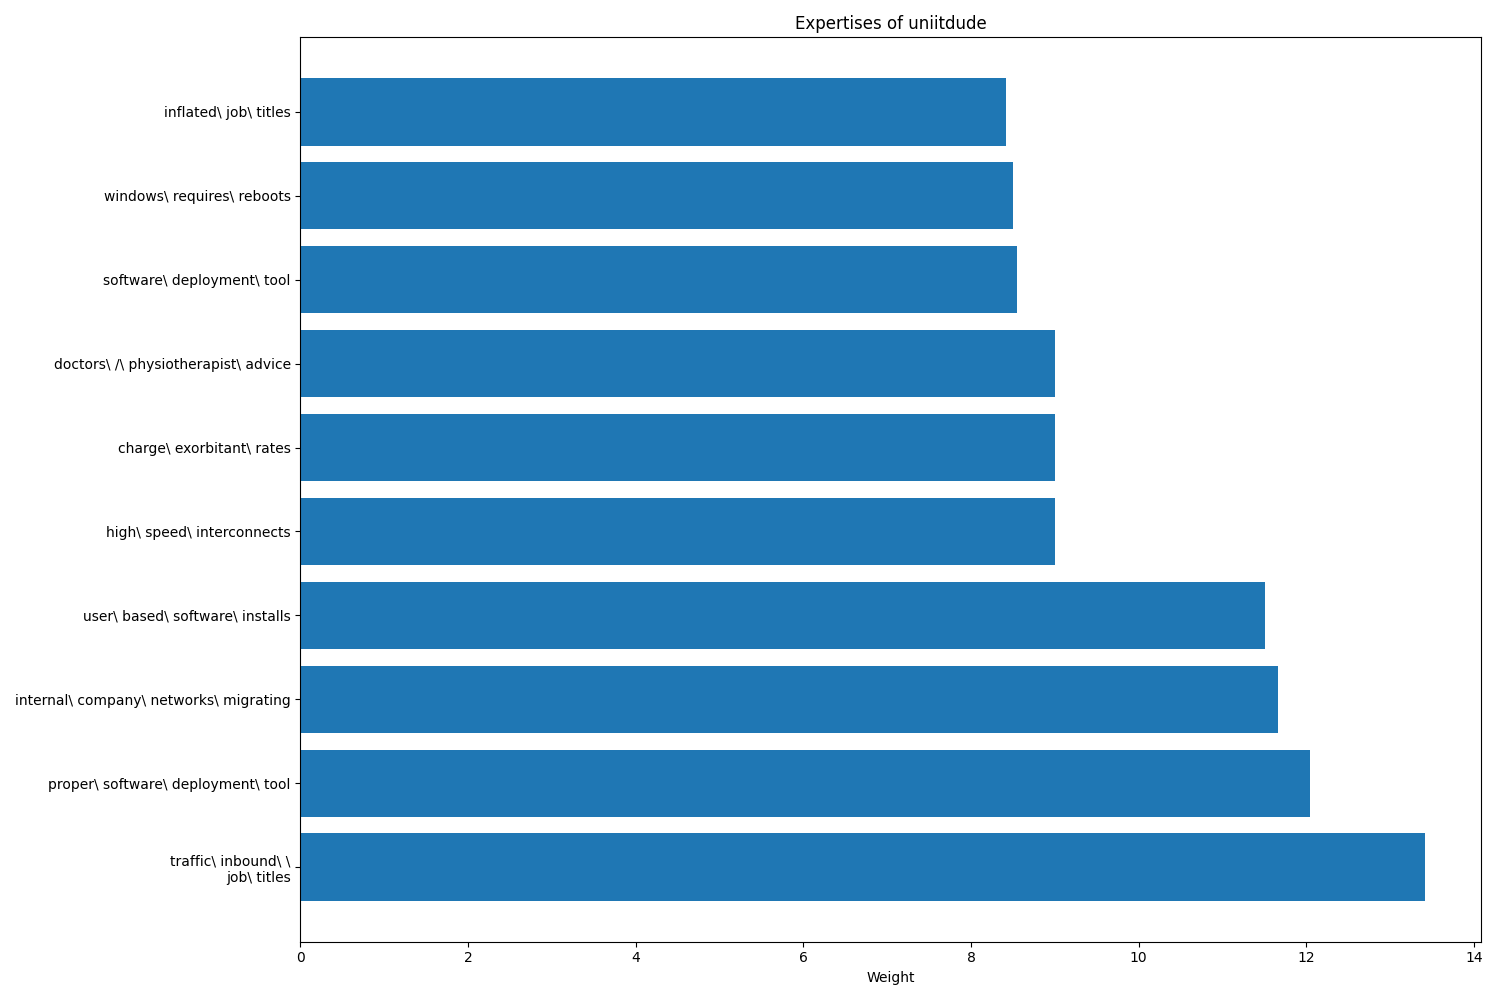 Expertises of uniitdude
inflated\ job\ titles
windows\ requires\ reboots
software\ deployment\ tool
doctors\ /\ physiotherapist\ advice
charge\ exorbitant\ rates
high\ speed\ interconnects
user\ based\ software\ installs
internal\ company\ networks\ migrating
proper\ software\ deployment\ tool
traffic\ inbound\ \
job\ titles
0 2 4 6 8 10 12 14
Weight